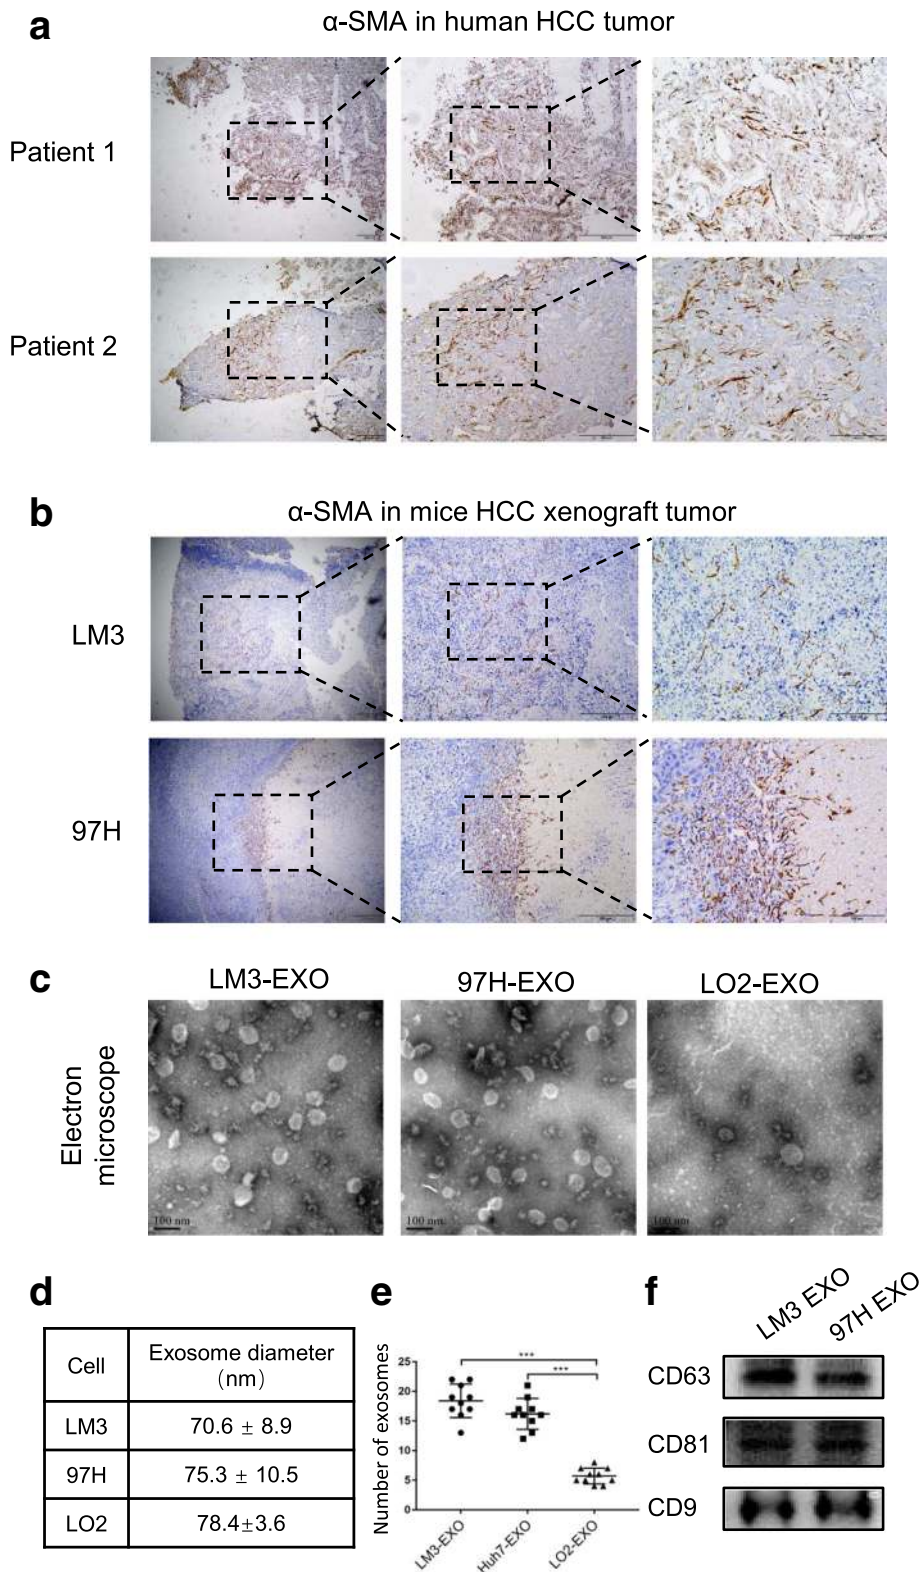 a
α-SMA in human HCC tumor
Patient 1
Patient 2
b
α-SMA in mice HCC xenograft tumor
LM3
97H
c
LM3-EXO 97H-EXO LO2-EXO
Electron
microscope
100 nm 100 nm 100 nm
d
Cell Exosome diameter
(nm)
LM3 70.6 ± 8.9
97H 75.3 ± 10.5
LO2 78.4±3.6
e
Number of exosomes
25
20
15
10
5
0
*** ***
LM3-EXO Huh7-EXO LO2-EXO
f
LM3 EXO 97H EXO
CD63
CD81
CD9